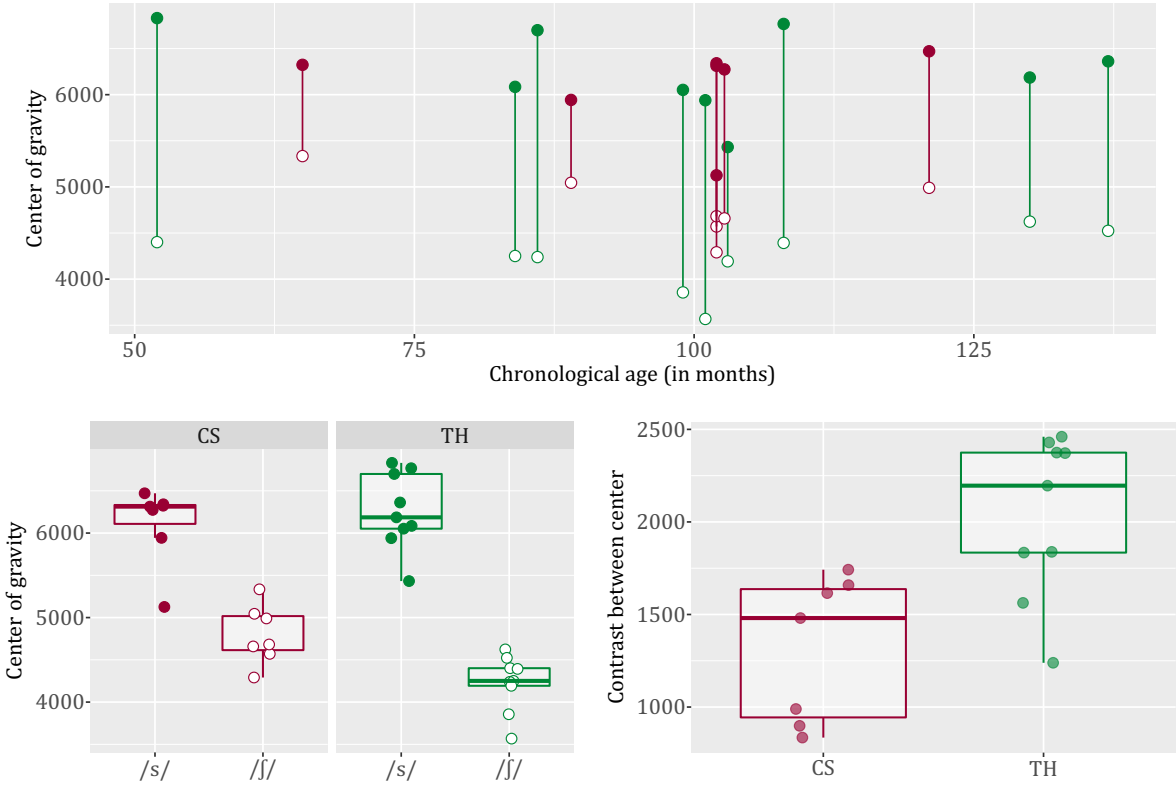 Center of gravity
6000
5000
4000
50
75
100
125
Chronological age (in months)
CS
TH
Center of gravity
6000
5000
4000
/s/
/ʃ/
/s/
/ʃ/
Contrast between center
2500
2000
1500
1000
CS
TH